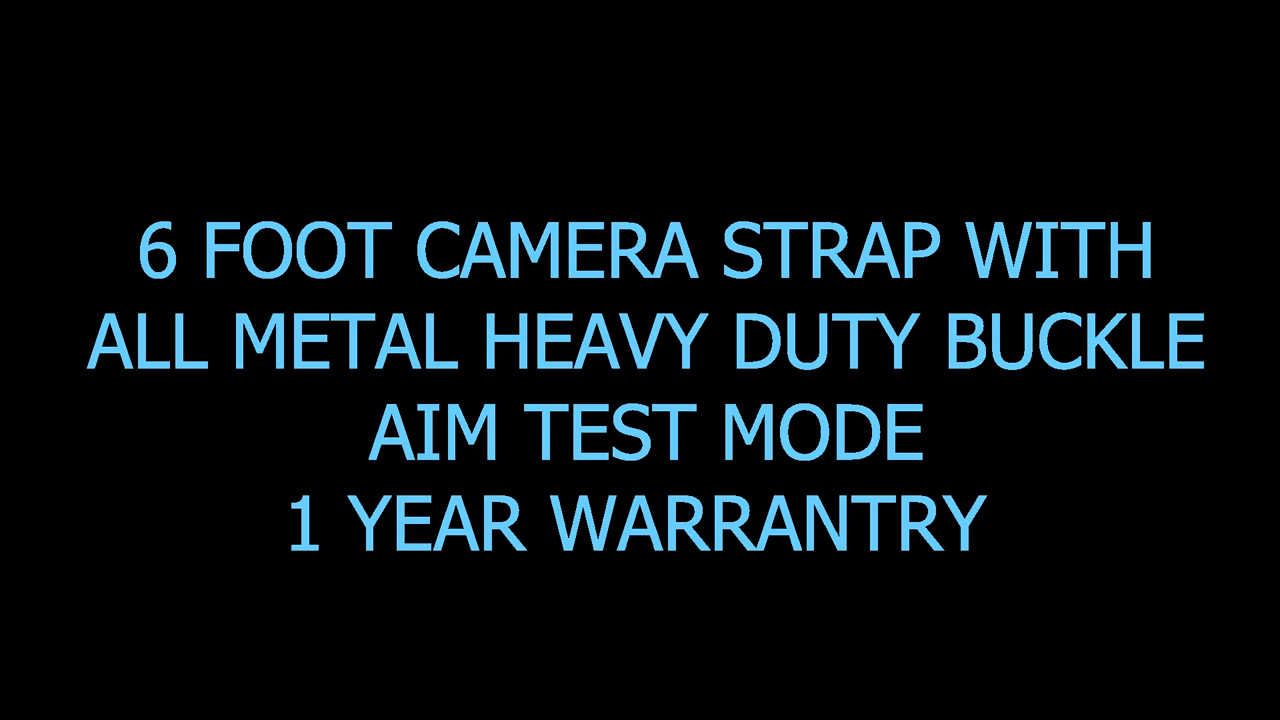 6 FOOT CAMERA STRAP WITH
ALL METAL HEAVY DUTY BUCKLE
AIM TEST MODE
1 YEAR WARRANTRY